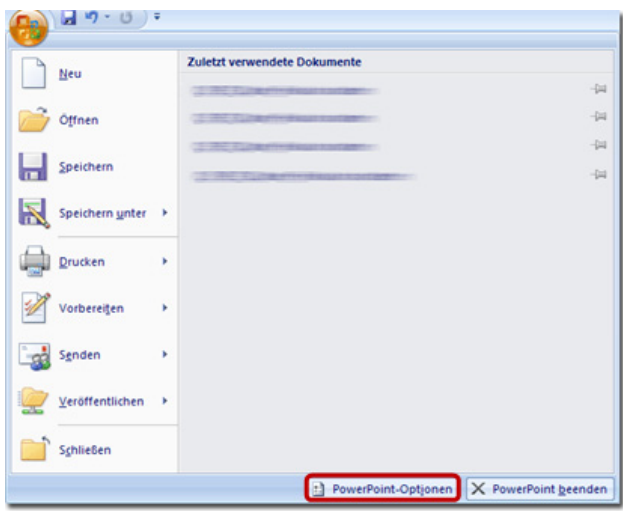 Zuletzt verwendete Dokumente
Neu
Öffnen
Speichern
Speichern unter
Drucken
Vorbereiten
Senden
Veröffentlichen
Schließen
PowerPoint-Optionen
PowerPoint beenden